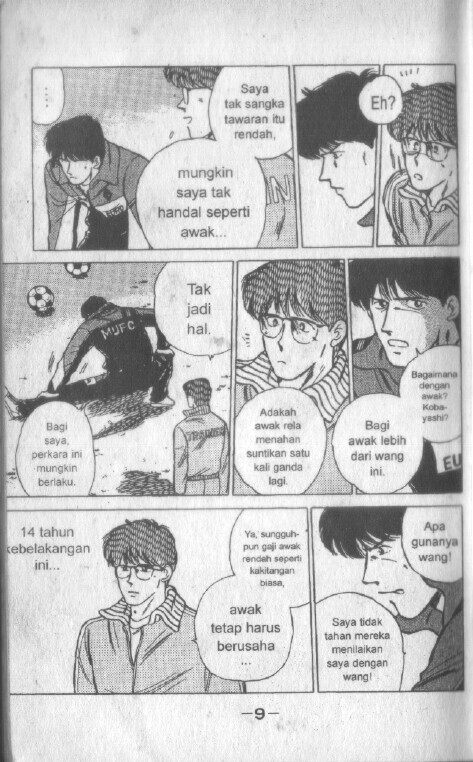 Eh?
Saya
tak sangka
tawaran itu
rendah,
mungkin
saya tak
handal seperti
awak...
...
Bagaimana
dengan
awak?
Koba-
yashi?
Bagi
awak lebih
dari wang
ini.
EU
Adakah
awak rela
menahan
suntikan satu
kali ganda
lagi.
Tak
jadi
hal.
MUFC
Bagi
saya,
perkara ini
mungkin
berlaku.
Apa
gunanya
wang!
Saya tidak
tahan mereka
menilaikan
saya dengan
wang!
Ya, sungguh-
pun gaji awak
rendah seperti
kakitangan
biasa,
awak
tetap harus
berusaha
...
14 tahun
kebelakangan
ini...
–9–